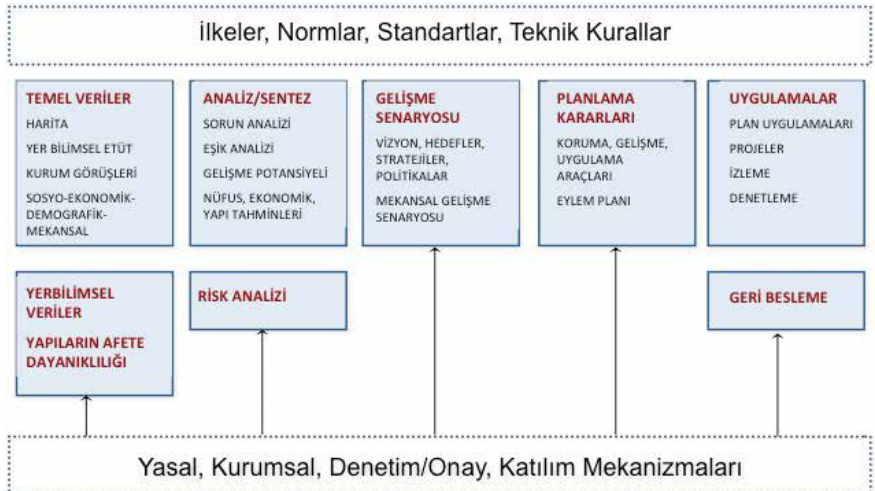 İlkeler, Normlar, Standartlar, Teknik Kurallar
TEMEL VERİLER
HARİTA
YER BİLİMSEL ETÜT
KURUM GÖRÜŞLERİ
SOSYO-EKONOMİK-
DEMOGRAFİK-
MEKANSAL
ANALİZ/SENTEZ
SORUN ANALİZİ
EŞİK ANALİZİ
GELİŞME POTANSİYELİ
NÜFUS, EKONOMİK,
YAPI TAHMİNLERİ
GELİŞME
SENARYOSU
VİZYON, HEDEFLER,
STRATEJİLER,
POLİTİKALAR
MEKANSAL GELİŞME
SENARYOSU
PLANLAMA
KARARLARI
KORUMA, GELİŞME,
UYGULAMA
ARAÇLARI
EYLEM PLANI
UYGULAMALAR
PLAN UYGULAMALARI
PROJELER
İZLEME
DENETLEME
YERBİLİMSEL
VERİLER
YAPILARIN AFETE
DAYANIKLILIĞI
RİSK ANALİZİ
GERİ BESLEME
Yasal, Kurumsal, Denetim/Onay, Katılım Mekanizmaları